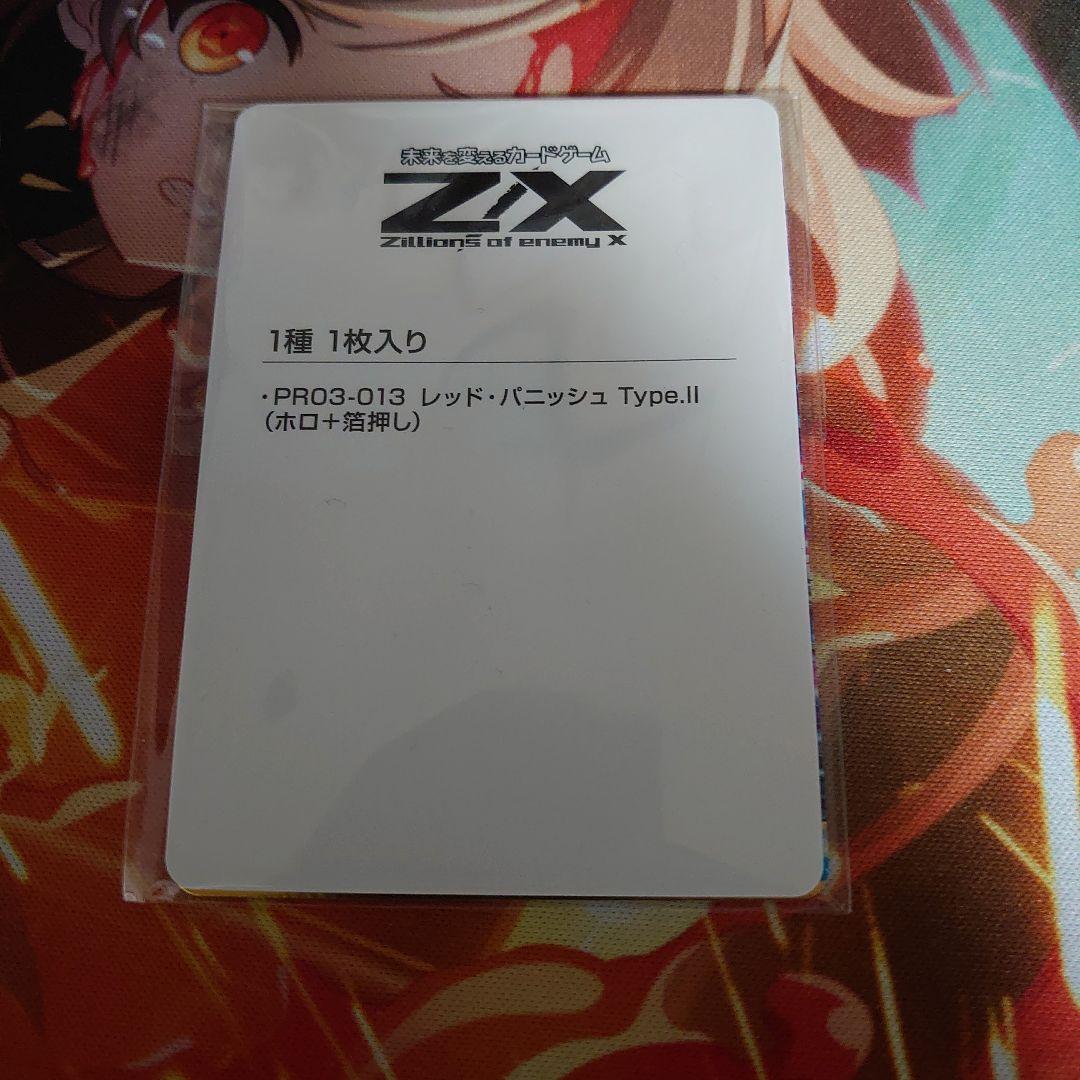 未来を変えるカードゲーム
Z/X
Zillions of enemy X
1種 1枚入り
・PR03-013 レッド・パニッシュ Type.II
（ホロ＋箔押し）